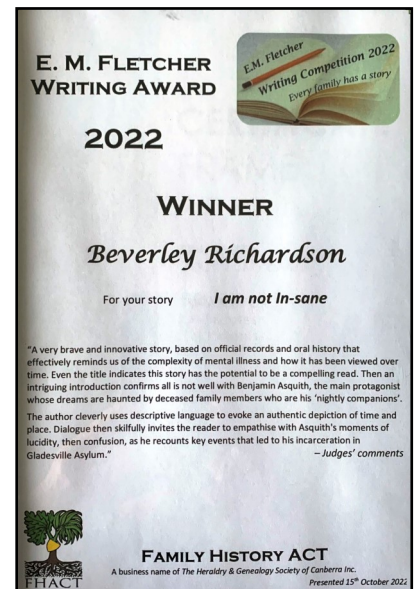 E. M. FLETCHER
WRITING AWARD
2022
E.M. Fletcher
Writing Competition 2022
Every family has a story
WINNER
Beverley Richardson
For your story I am not In-sane
"A very brave and innovative story, based on official records and oral history that
effectively reminds us of the complexity of mental illness and how it has been viewed over
time. Even the title indicates this story has the potential to be a compelling read. Then an
intriguing introduction confirms all is not well with Benjamin Asquith, the main protagonist
whose dreams are haunted by deceased family members who are his 'nightly companions'.
The author cleverly uses descriptive language to evoke an authentic depiction of time and
place. Dialogue then skilfully invites the reader to empathise with Asquith's moments of
lucidity, then confusion, as he recounts key events that led to his incarceration in
Gladesville Asylum."
– Judges' comments
FHACT
FAMILY HISTORY ACT
A business name of The Heraldry & Genealogy Society of Canberra Inc.
Presented 15th October 2022